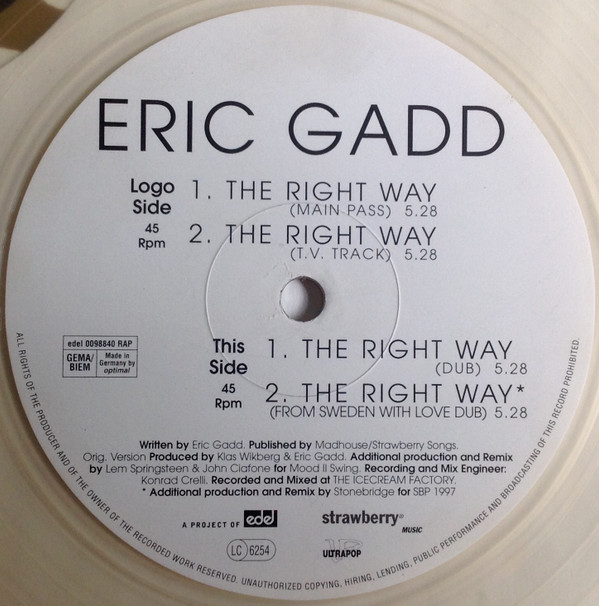 ERIC GADD
Logo Side
45 Rpm
1. THE RIGHT WAY
(MAIN PASS) 5.28
2. THE RIGHT WAY
(T.V. TRACK) 5.28
edel 0098840 RAP
GEMA/ BIEM
Made in Germany by optimal
This Side
45 Rpm
1. THE RIGHT WAY
(DUB) 5.28
2. THE RIGHT WAY*
(FROM SWEDEN WITH LOVE DUB) 5.28
Written by Eric Gadd. Published by Madhouse/Strawberry Songs.
Orig. Version Produced by Klas Wikberg & Eric Gadd. Additional production and Remix
by Lem Springsteen & John Ciafone for Mood II Swing. Recording and Mix Engineer:
Konrad Crelli. Recorded and Mixed at THE ICECREAM FACTORY.
* Additional production and Remix by Stonebridge for SBP 1997
A PROJECT OF edel
strawberry®
MUSIC
LC 6254
ULTRAPOP
ALL RIGHTS OF THE PRODUCER AND OF THE OWNER OF THE RECORDED WORK RESERVED. UNAUTHORIZED COPYING, HIRING, LENDING, PUBLIC PERFORMANCE AND BROADCASTING OF THIS RECORD PROHIBITED.